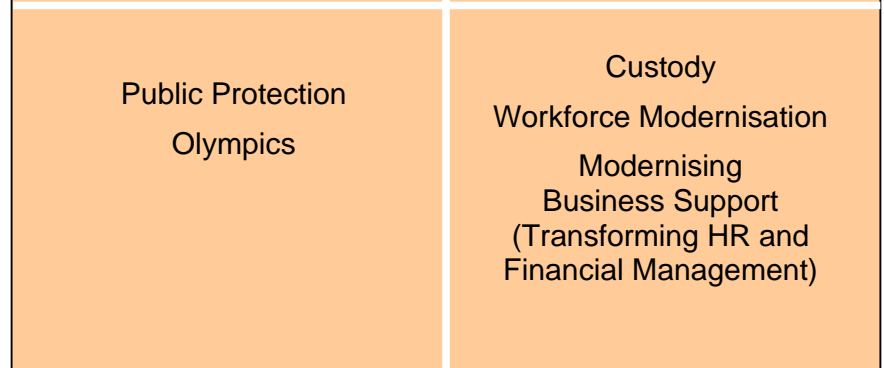 Public Protection
Olympics
Custody
Workforce Modernisation
Modernising
Business Support
(Transforming HR and
Financial Management)